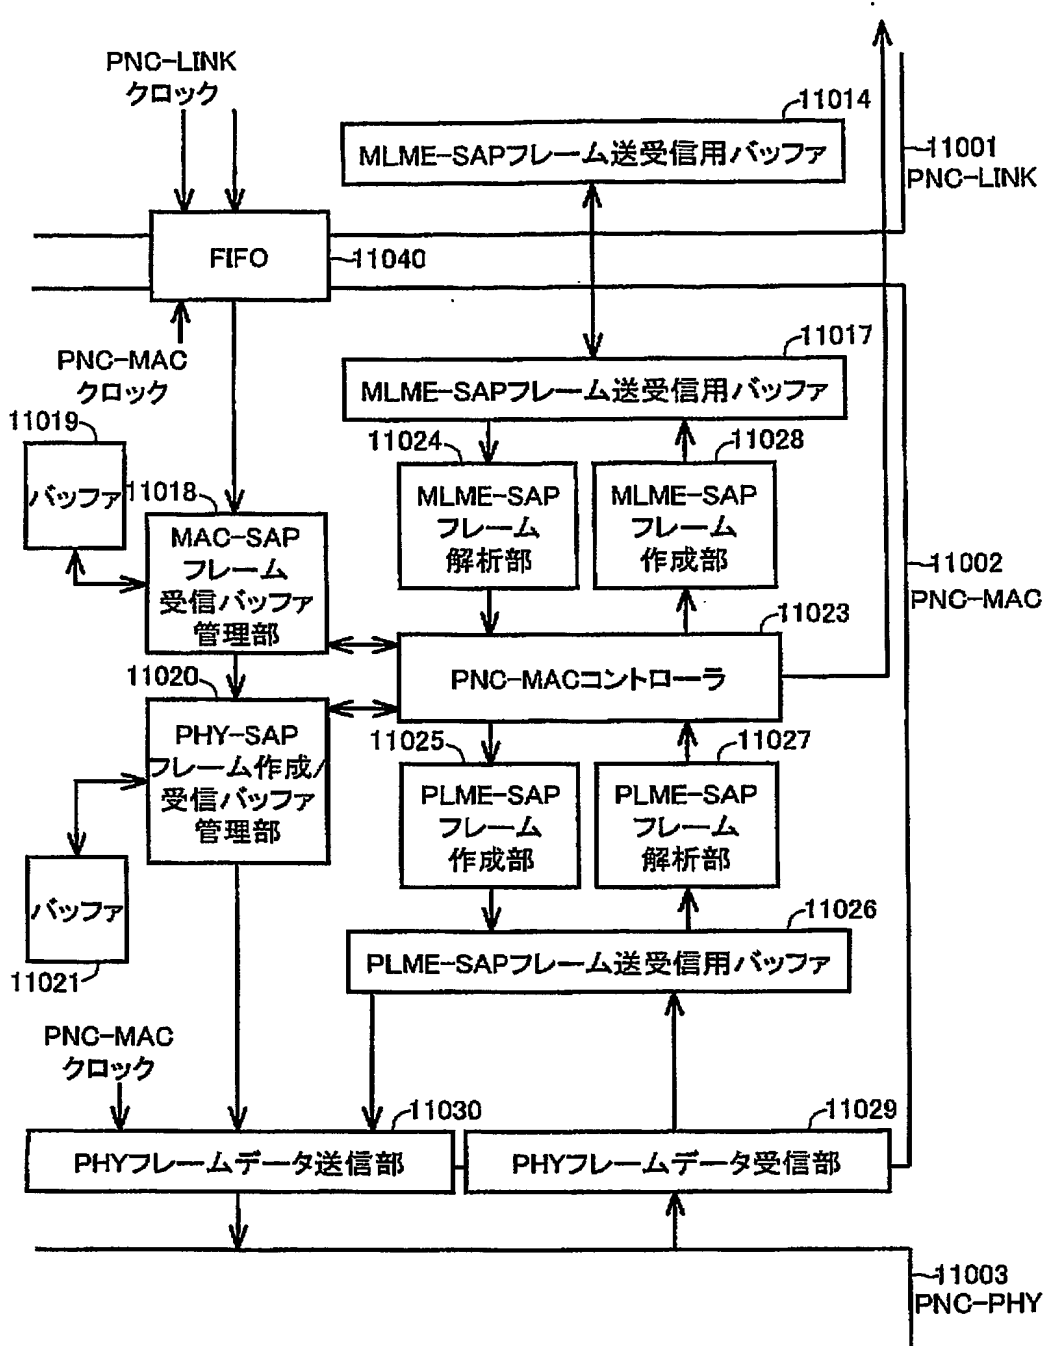 PNC-LINK
クロック
11014
MLME-SAPフレーム送受信用バッファ
11001
PNC-LINK
FIFO
11040
PNC-MAC
クロック
11017
MLME-SAPフレーム送受信用バッファ
11019
バッファ
11018
MAC-SAP
フレーム
受信バッファ
管理部
11024
MLME-SAP
フレーム
解析部
11028
MLME-SAP
フレーム
作成部
11002
PNC-MAC
11023
PNC-MACコントローラ
11020
PHY-SAP
フレーム作成/
受信バッファ
管理部
11025
PLME-SAP
フレーム
作成部
11027
PLME-SAP
フレーム
解析部
バッファ
11021
11026
PLME-SAPフレーム送受信用バッファ
PNC-MAC
クロック
11030
PHYフレームデータ送信部
11029
PHYフレームデータ受信部
11003
PNC-PHY